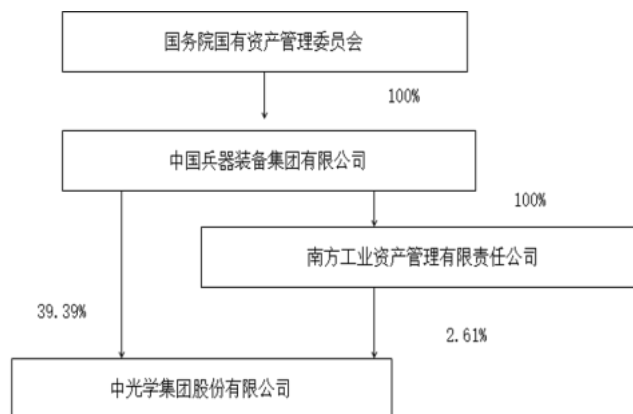 国务院国有资产管理委员会
100%
中国兵器装备集团有限公司
100%
南方工业资产管理有限责任公司
39.39%
2.61%
中光学集团股份有限公司